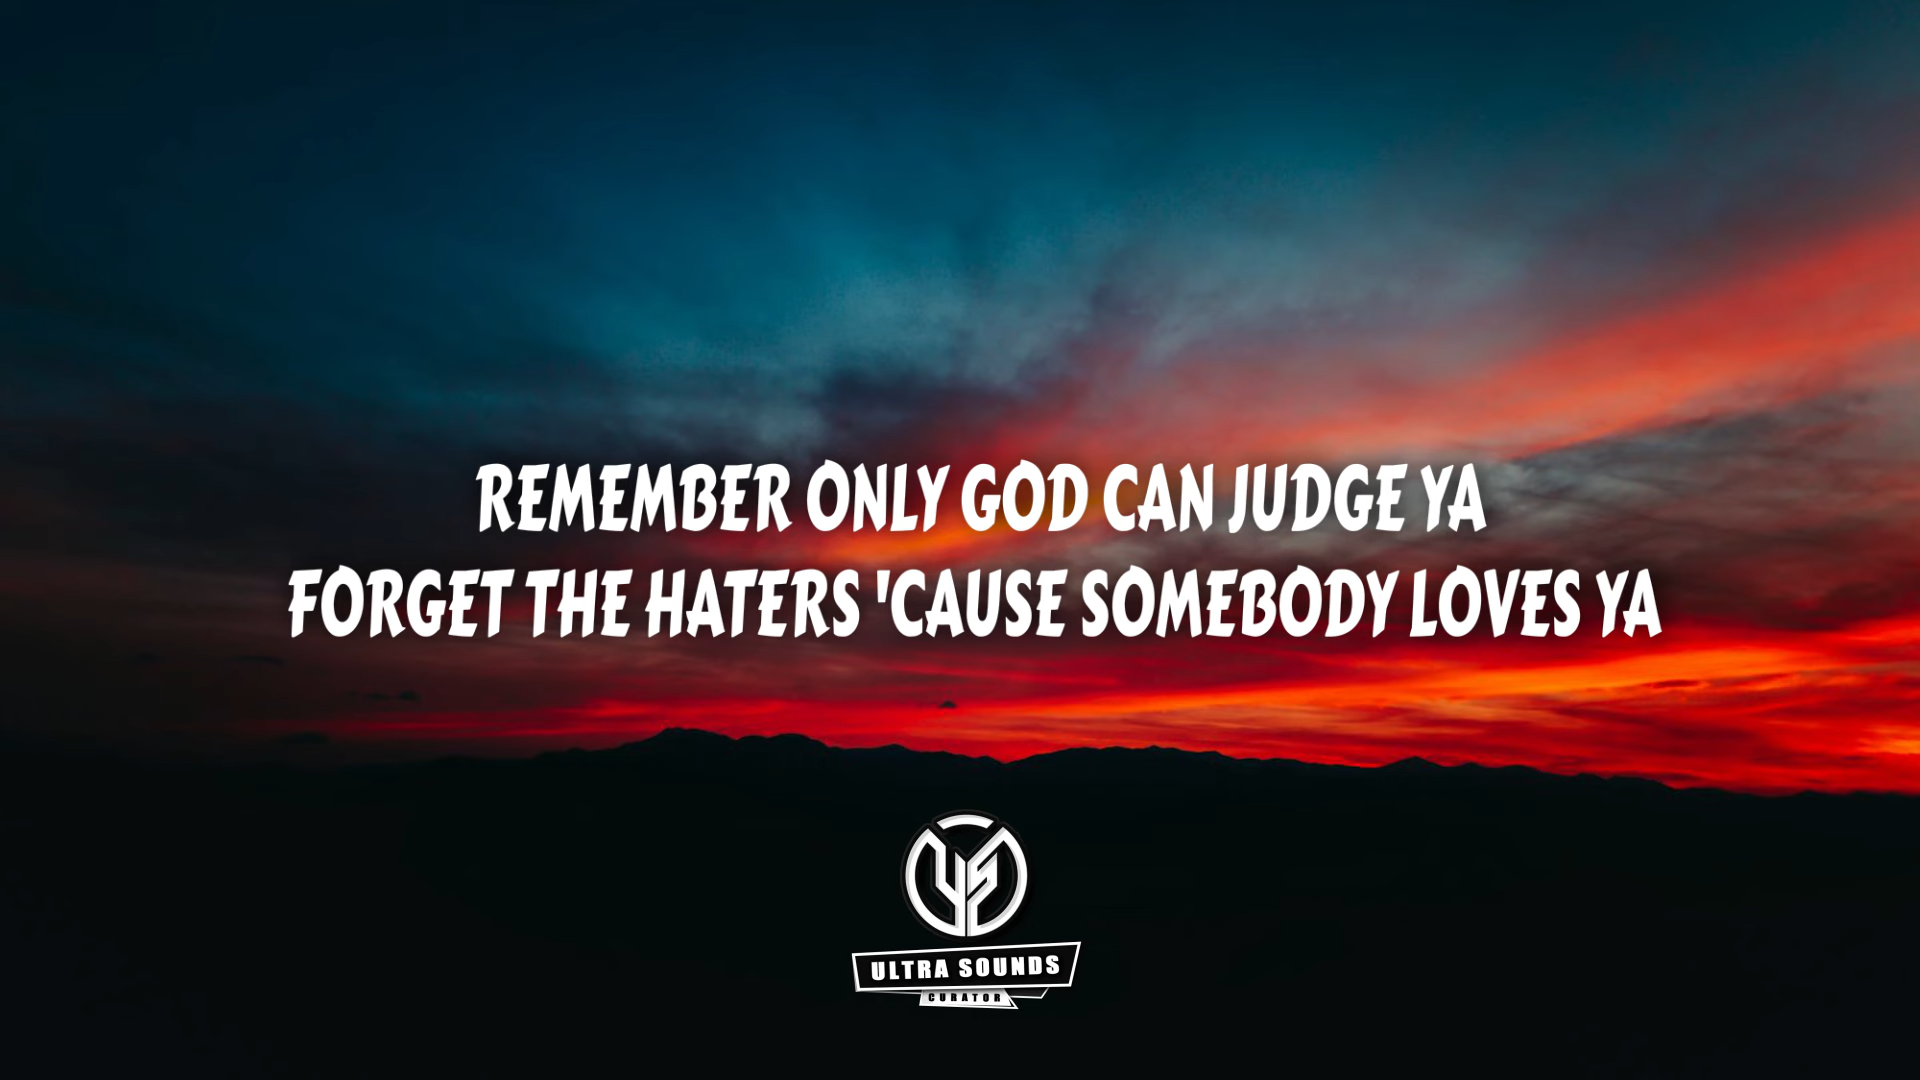 REMEMBER ONLY GOD CAN JUDGE YA
FORGET THE HATERS 'CAUSE SOMEBODY LOVES YA
ULTRA SOUNDS
CURATOR